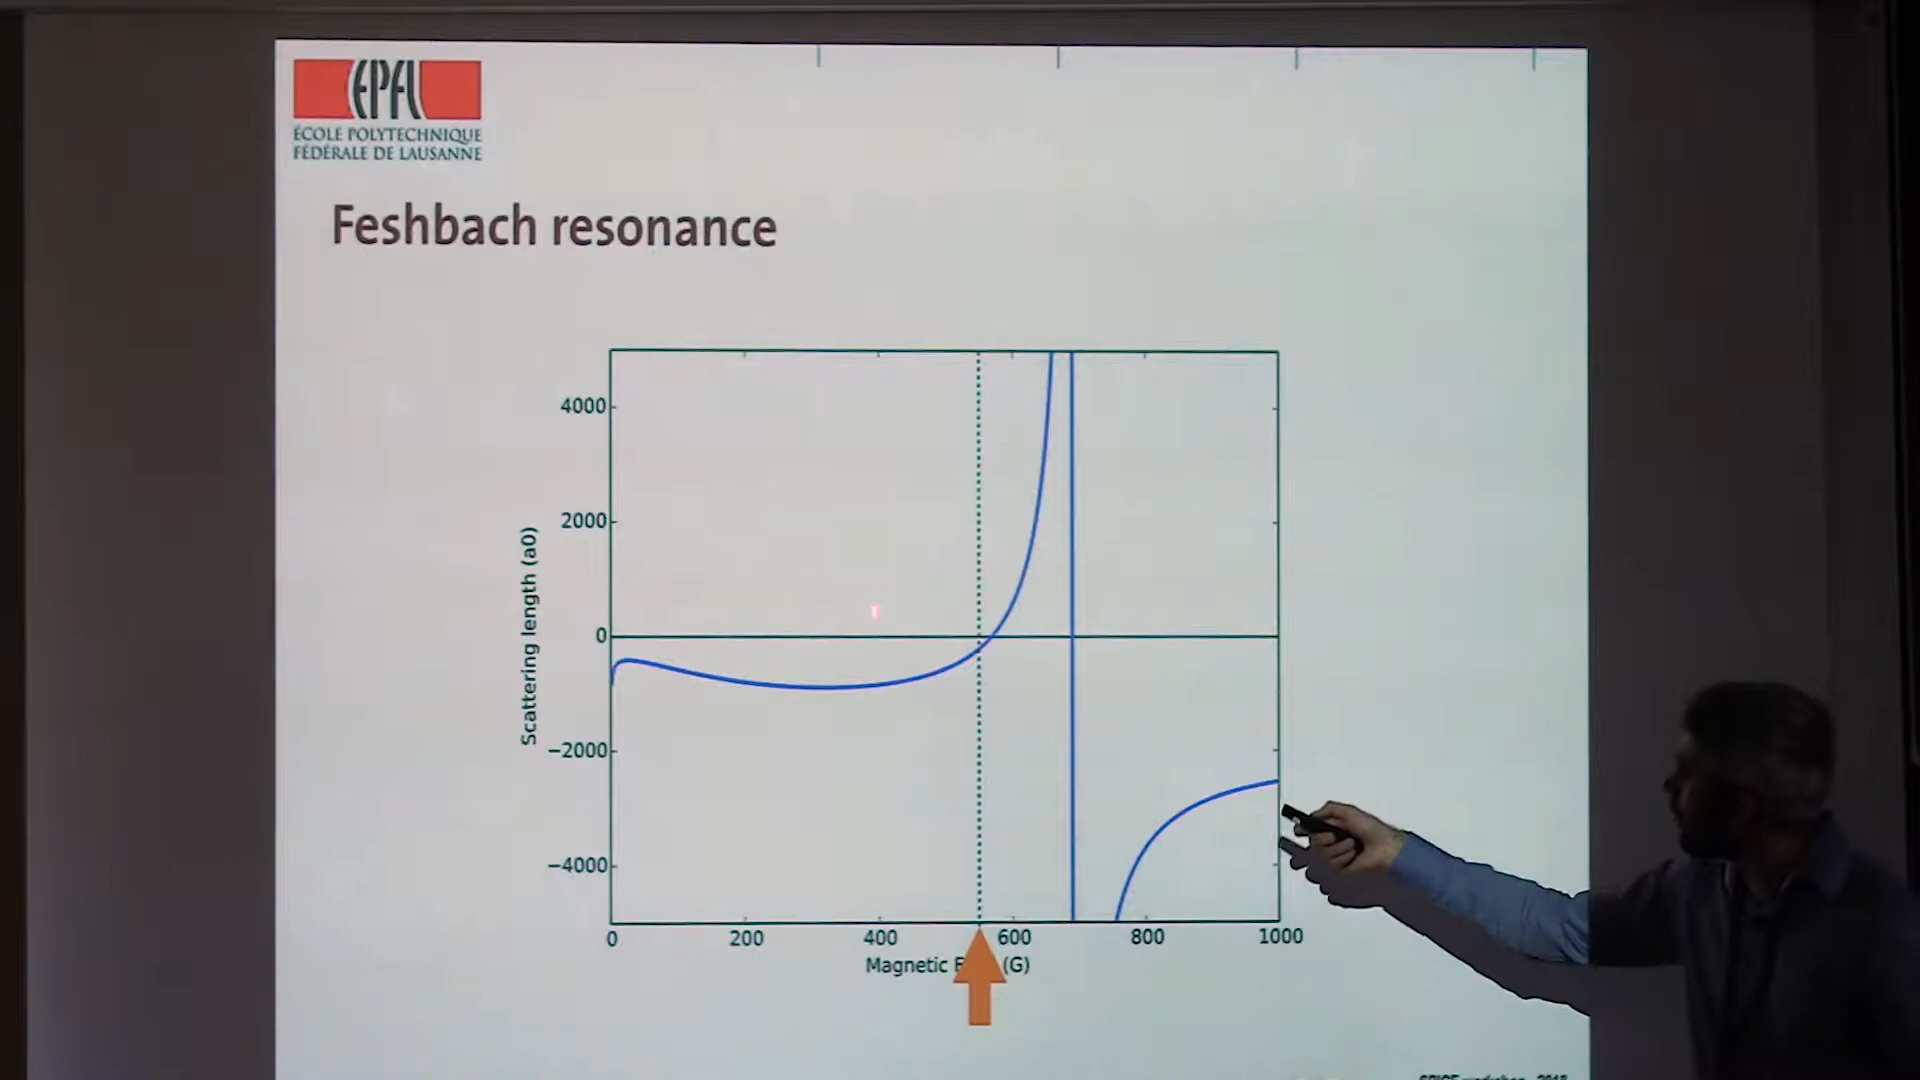 EPFL
ÉCOLE POLYTECHNIQUE
FÉDÉRALE DE LAUSANNE
Feshbach resonance
4000
2000
0
−2000
−4000
Scattering length (a0)
0 200 400 600 800 1000
Magnetic F (G)
2018